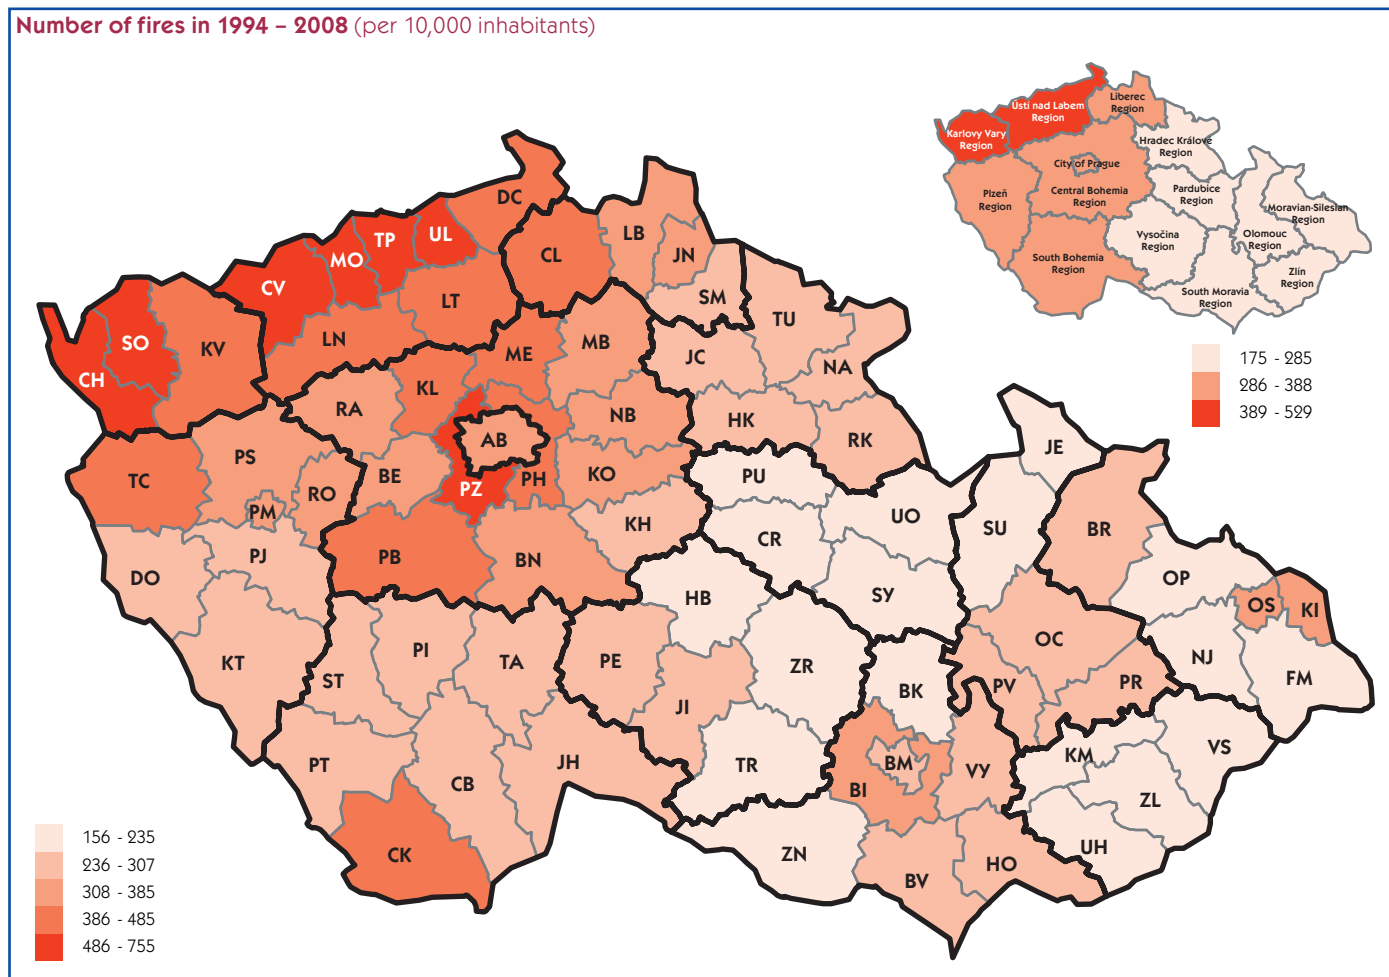 Number of fires in 1994 – 2008 (per 10,000 inhabitants)
Ústí nad Labem
Region
Liberec
Region
Karlovy Vary
Region
Hradec Králove
Region
City of Prague
Plzeň
Region
Central Bohemia
Region
Pardubice
Region
Moravian-Silesian
Region
Vysočina
Region
Olomouc
Region
South Bohemia
Region
Zlín
Region
South Moravia
Region
175 - 285
286 - 388
389 - 529
DC
UL
TP
MO
CV
LB
JN
CL
SM
LT
TU
SO
KV
LN
ME
MB
JC
NA
CH
KL
RA
NB
HK
RK
AB
JE
TC
PS
BE
PZ
PH
KO
PU
RO
PM
KH
UO
SU
BR
CR
PJ
PB
BN
DO
OP
HB
SY
OS
KI
KT
PI
TA
PE
ZR
OC
NJ
FM
ST
JI
BK
PV
PR
PT
JH
TR
BM
VY
KM
VS
CB
BI
ZL
CK
ZN
BV
HO
UH
156 - 235
236 - 307
308 - 385
386 - 485
486 - 755